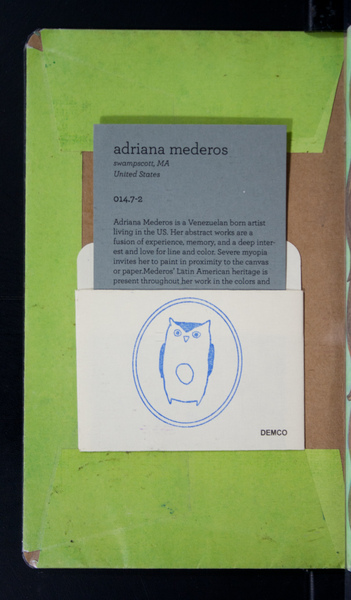 adriana mederos
swampscott, MA
United States
014.7-2
Adriana Mederos is a Venezuelan born artist
living in the US. Her abstract works are a
fusion of experience, memory, and a deep inter-
est and love for line and color. Severe myopia
invites her to paint in proximity to the canvas
or paper.Mederos' Latin American heritage is
present throughout her work in the colors and
DEMCO